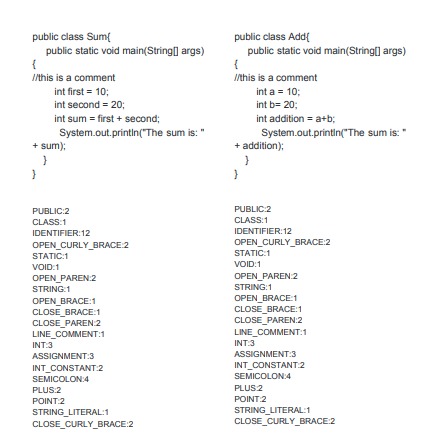 public class Sum{
public static void main(String[] args)
{
//this is a comment
int first = 10;
int second = 20;
int sum = first + second;
System.out.println("The sum is: "
+ sum);
}
}
PUBLIC:2
CLASS:1
IDENTIFIER:12
OPEN_CURLY_BRACE:2
STATIC:1
VOID:1
OPEN_PAREN:2
STRING:1
OPEN_BRACE:1
CLOSE_BRACE:1
CLOSE_PAREN:2
LINE_COMMENT:1
INT:3
ASSIGNMENT:3
INT_CONSTANT:2
SEMICOLON:4
PLUS:2
POINT:2
STRING_LITERAL:1
CLOSE_CURLY_BRACE:2
public class Add{
public static void main(String[] args)
{
//this is a comment
int a = 10;
int b= 20;
int addition = a+b;
System.out.println("The sum is: "
+ addition);
}
}
PUBLIC:2
CLASS:1
IDENTIFIER:12
OPEN_CURLY_BRACE:2
STATIC:1
VOID:1
OPEN_PAREN:2
STRING:1
OPEN_BRACE:1
CLOSE_BRACE:1
CLOSE_PAREN:2
LINE_COMMENT:1
INT:3
ASSIGNMENT:3
INT_CONSTANT:2
SEMICOLON:4
PLUS:2
POINT:2
STRING_LITERAL:1
CLOSE_CURLY_BRACE:2